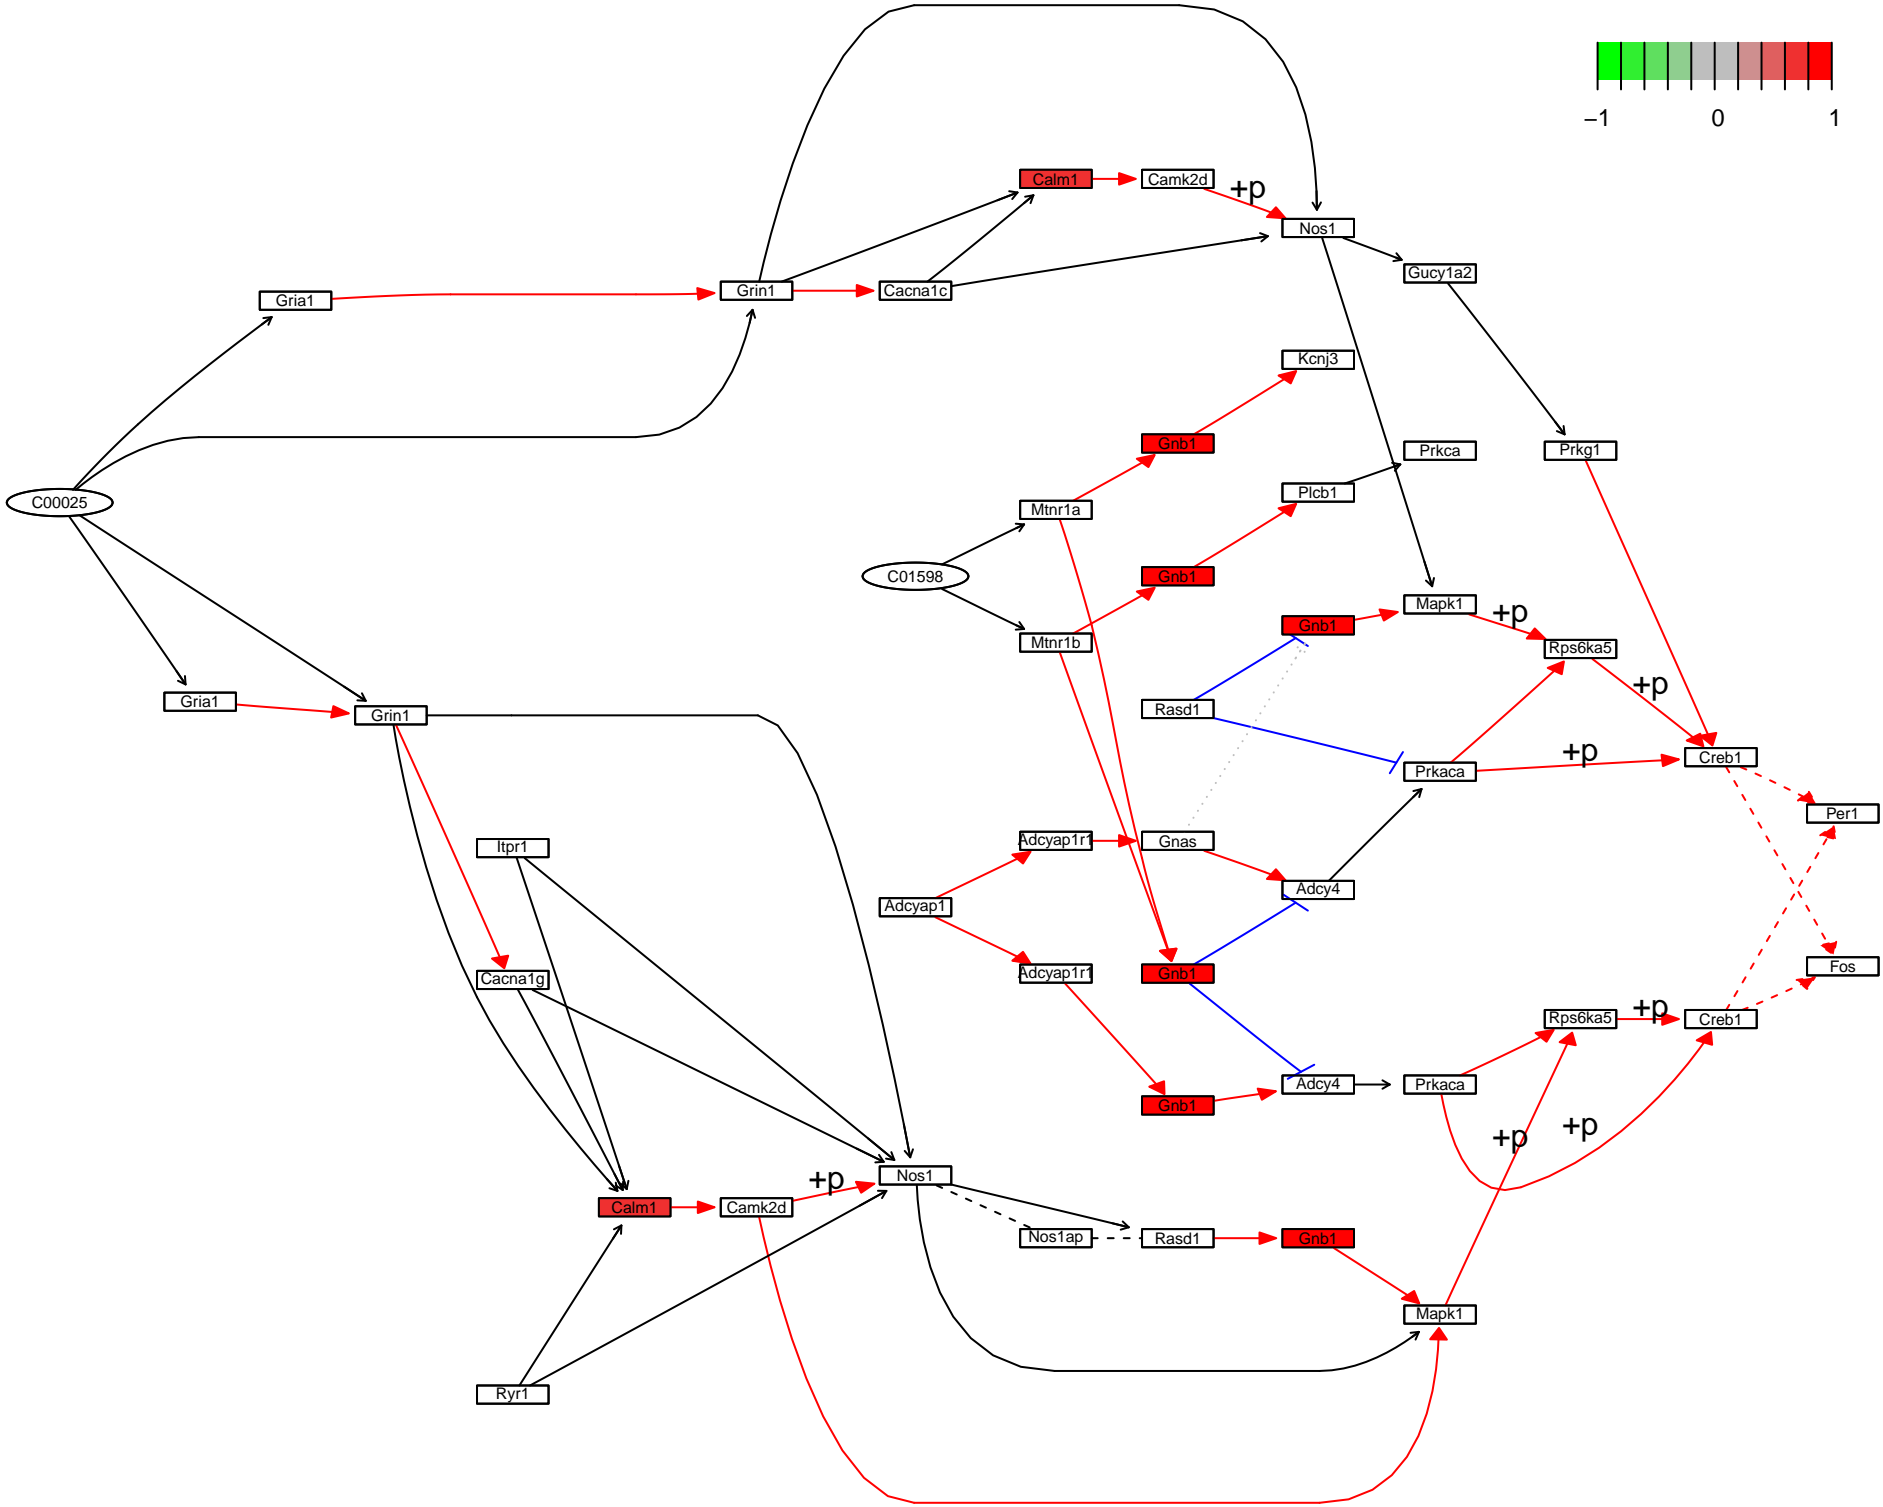 −1 0 1
Calm1
Camk2d
+p
Nos1
Gucy1a2
Gria1
Grin1
Cacna1c
Kcnj3
Gnb1
Prkca
Prkg1
C00025
Plcb1
Mtnr1a
C01598
Gnb1
Mapk1
+p
Gnb1
Mtnr1b
Rps6ka5
+p
Gria1
Grin1
Rasd1
+p
Creb1
Prkaca
Per1
Itpr1
Adcyap1r1
Gnas
Adcy4
Adcyap1
Cacna1g
Adcyap1r1
Gnb1
Fos
Rps6ka5
+p
Creb1
Adcy4
Prkaca
Gnb1
+p
+p
Nos1
+p
Calm1
Camk2d
Nos1ap
Rasd1
Gnb1
Mapk1
Ryr1